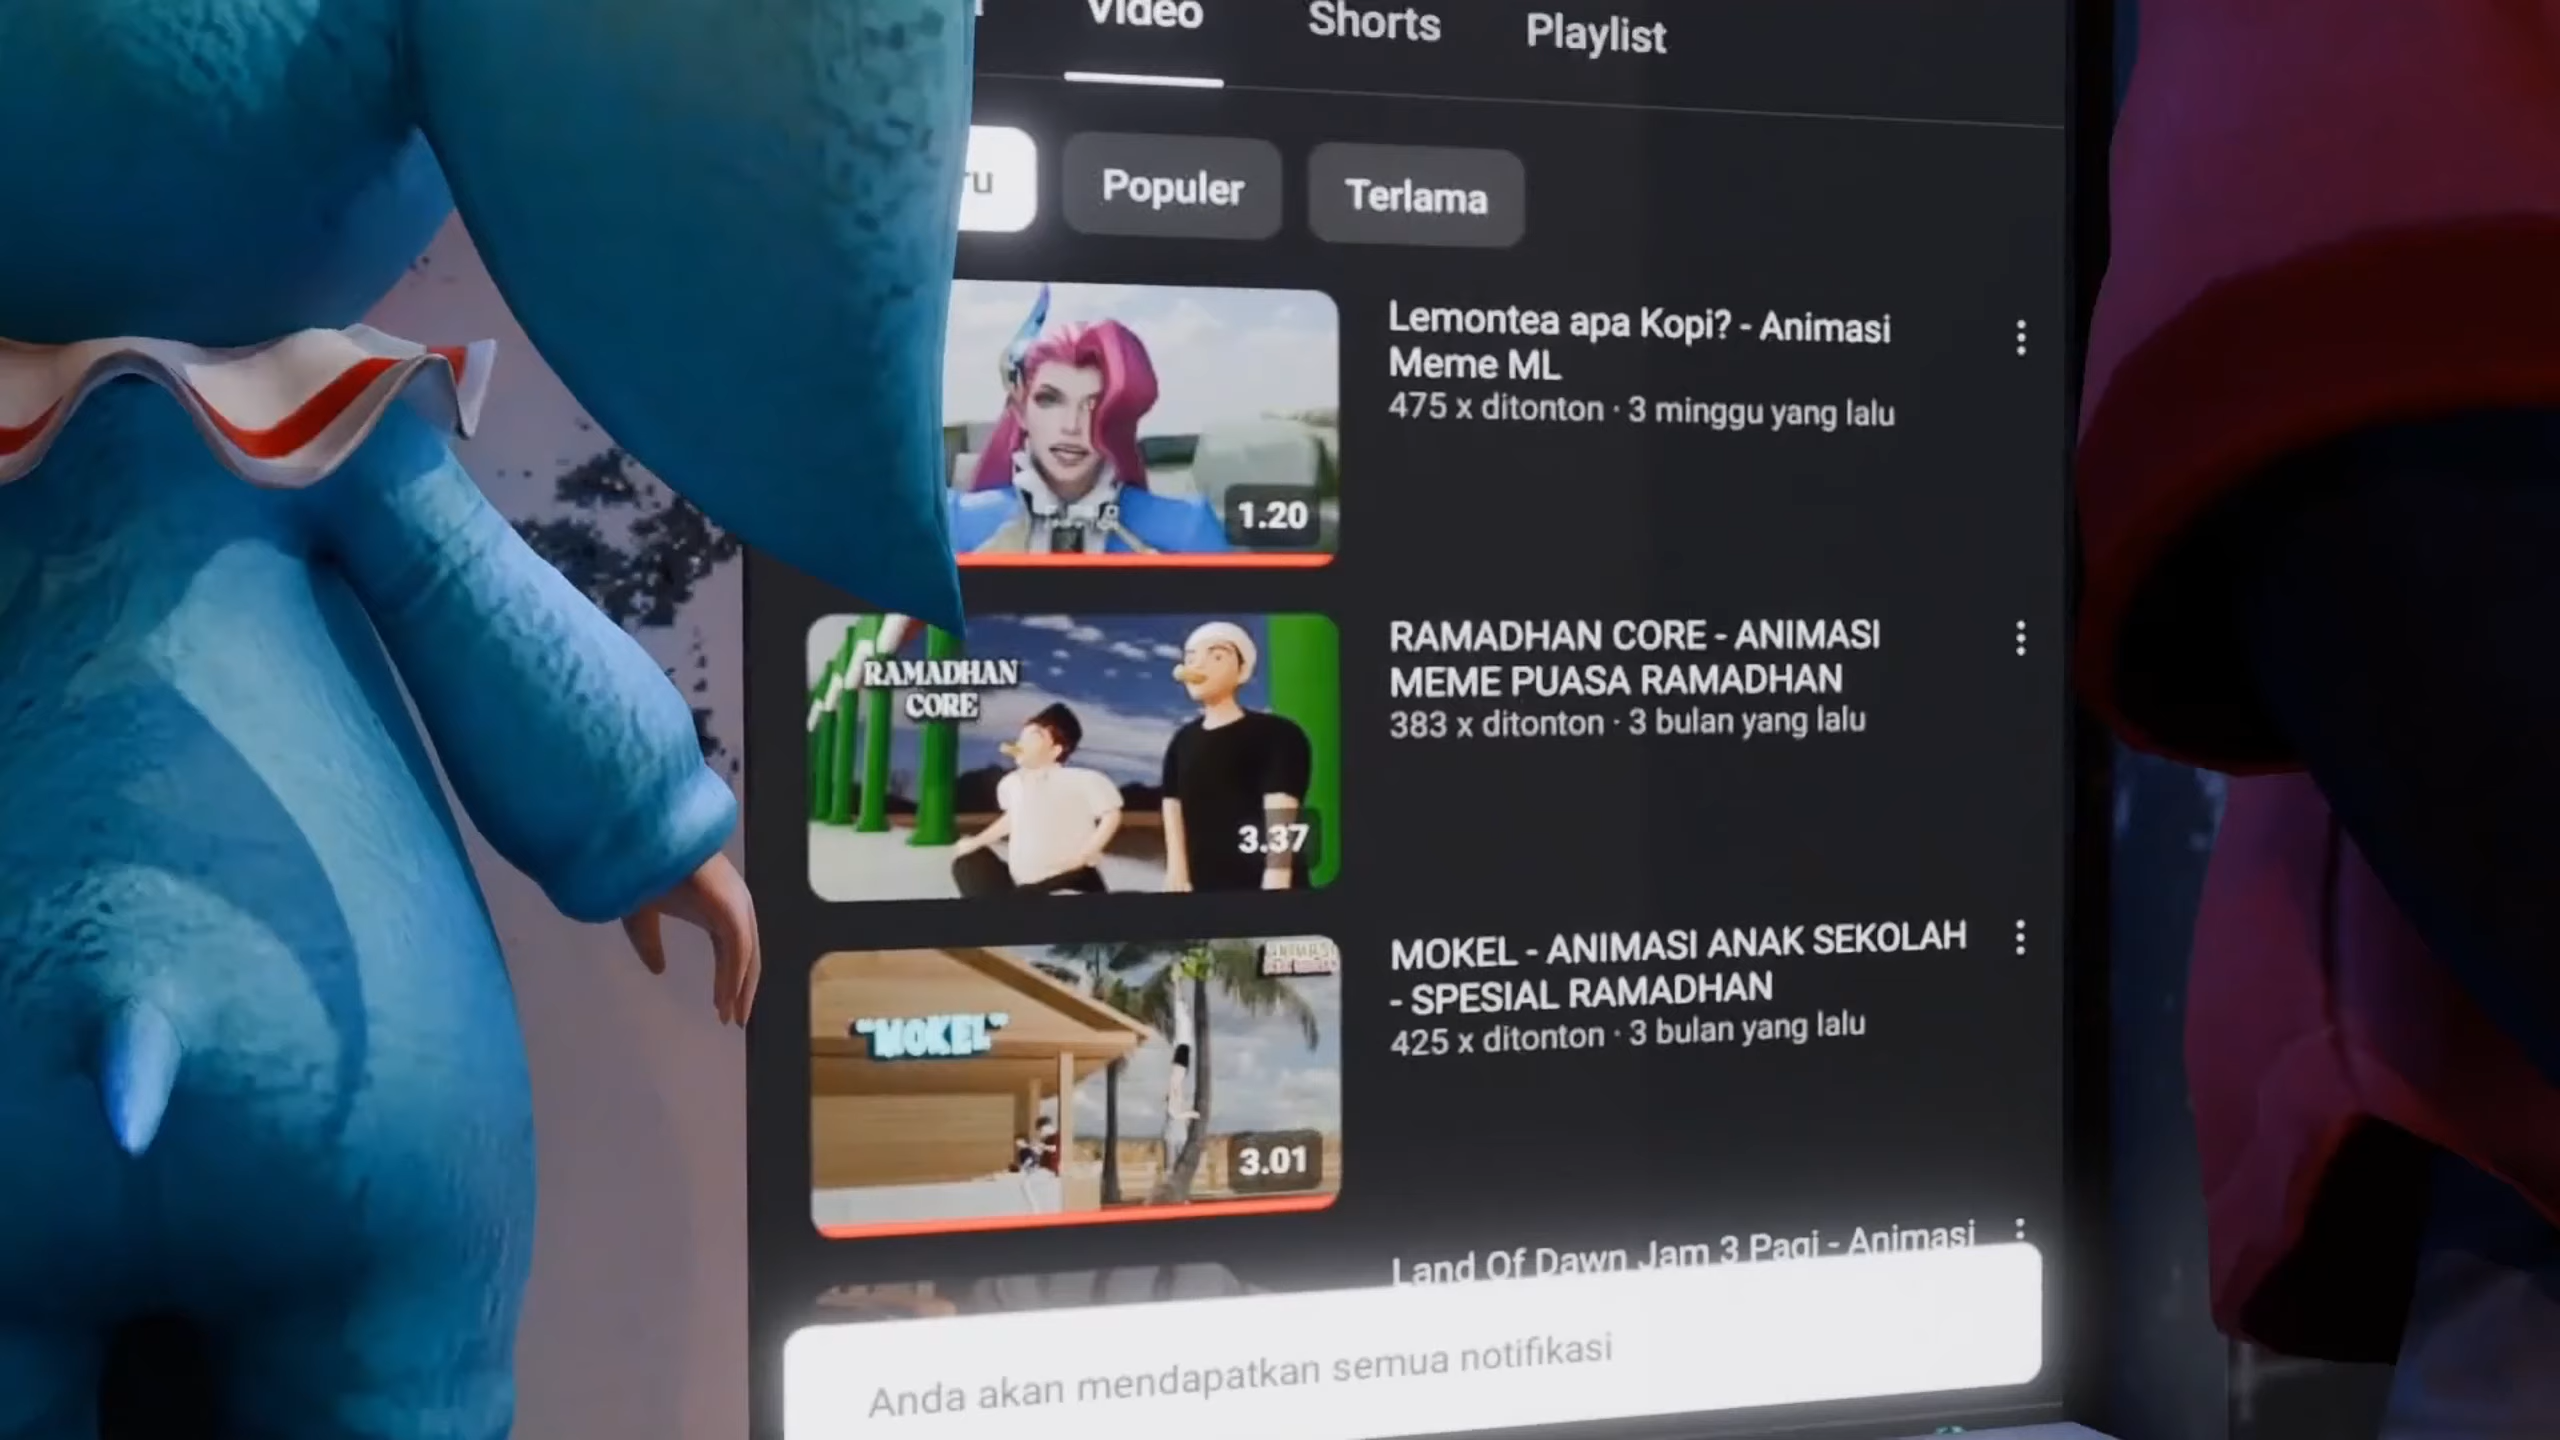 Video
Shorts
Playlist
ru
Populer
Terlama
Lemontea apa Kopi? - Animasi
Meme ML
475 x ditonton · 3 minggu yang lalu
1.20
RAMADHAN
CORE
3.37
RAMADHAN CORE - ANIMASI
MEME PUASA RAMADHAN
383 x ditonton · 3 bulan yang lalu
"MOKEL"
3.01
MOKEL - ANIMASI ANAK SEKOLAH
- SPESIAL RAMADHAN
425 x ditonton · 3 bulan yang lalu
Land Of Dawn Jam 3 Pagi - Animasi
Anda akan mendapatkan semua notifikasi